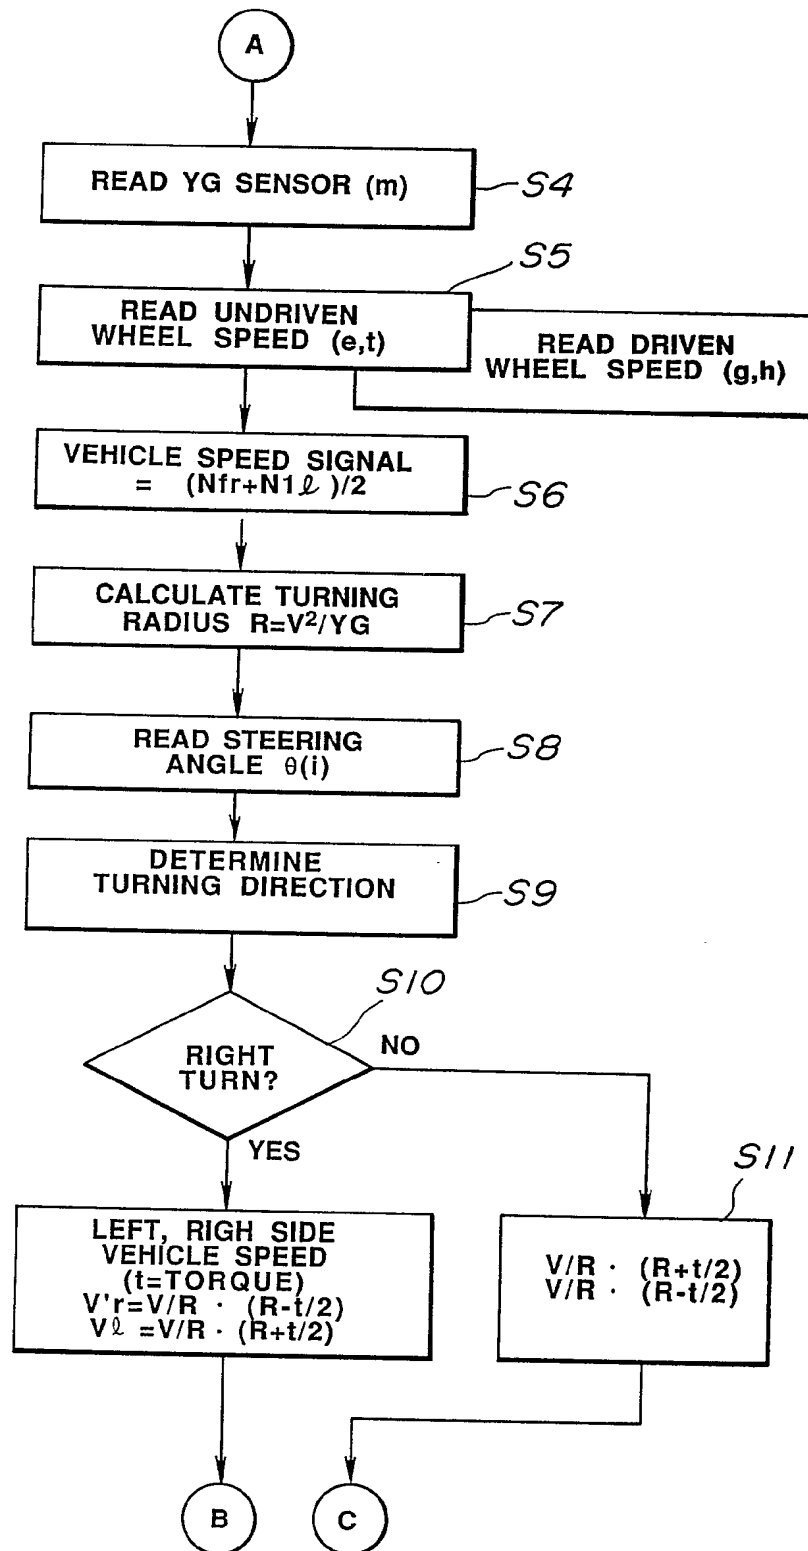 A
READ YG SENSOR (m)
S4
S5
READ UNDRIVEN
WHEEL SPEED (e,t)
READ DRIVEN
WHEEL SPEED (g,h)
VEHICLE SPEED SIGNAL
= (Nfr+N1ℓ)/2
S6
CALCULATE TURNING
RADIUS R=V²/YG
S7
READ STEERING
ANGLE θ(i)
S8
DETERMINE
TURNING DIRECTION
S9
S10
RIGHT
TURN?
NO
YES
S11
LEFT, RIGH SIDE
VEHICLE SPEED
(t=TORQUE)
V'r=V/R · (R-t/2)
Vℓ =V/R · (R+t/2)
V/R · (R+t/2)
V/R · (R-t/2)
B
C